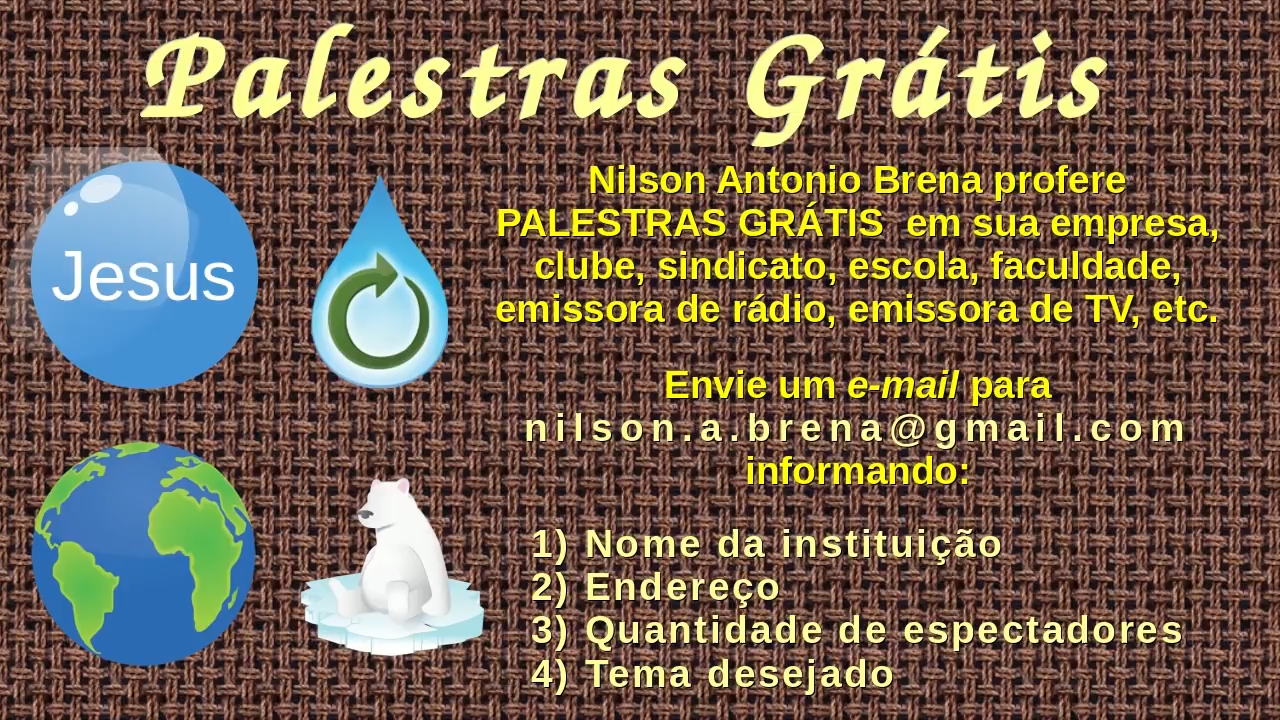 Palestras Grátis
Jesus
Nilson Antonio Brena profere
PALESTRAS GRÁTIS em sua empresa,
clube, sindicato, escola, faculdade,
emissora de rádio, emissora de TV, etc.
Envie um e-mail para
nilson.a.brena@gmail.com
informando:
1) Nome da instituição
2) Endereço
3) Quantidade de espectadores
4) Tema desejado